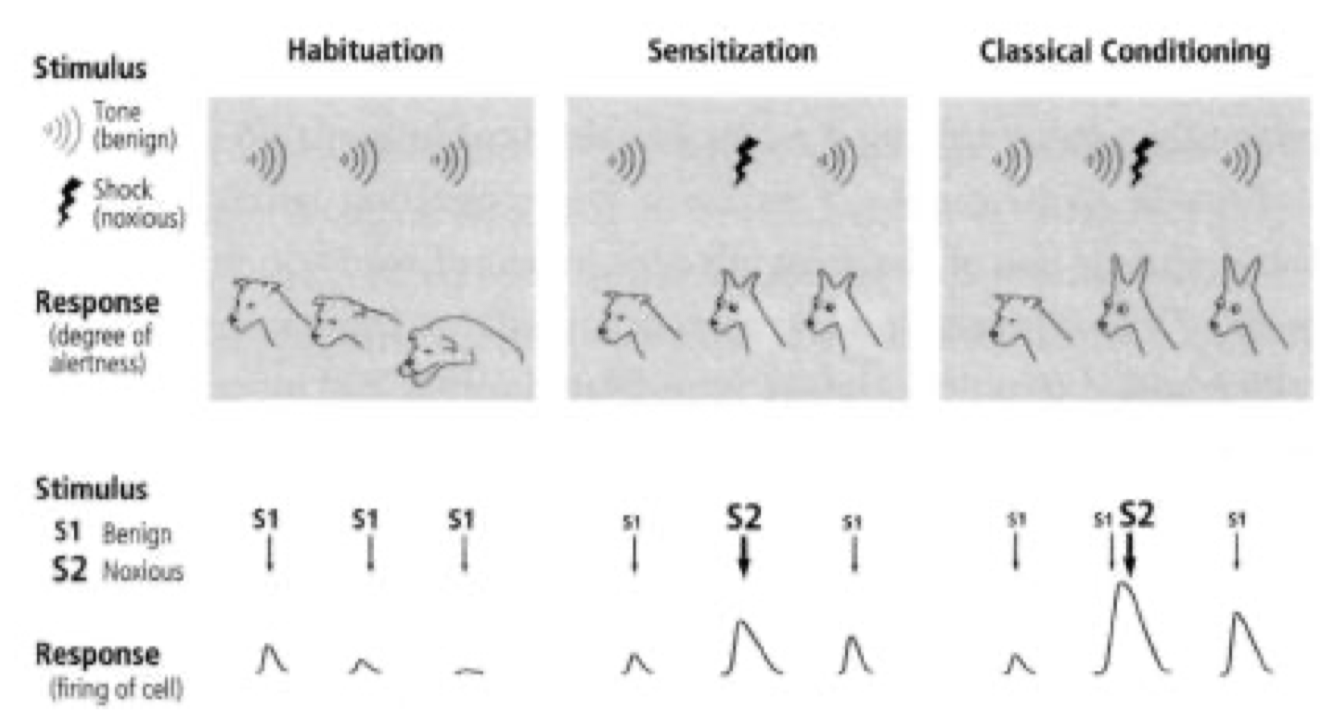 Habituation
Sensitization
Classical Conditioning
Stimulus
Tone
(benign)
Shock
(noxious)
Response
(degree of
alertness)
Stimulus
S1 Benign
S2 Noxious
S1 S1 S1
S1 S2 S1
S1 S1 S2 S1
Response
(firing of cell)